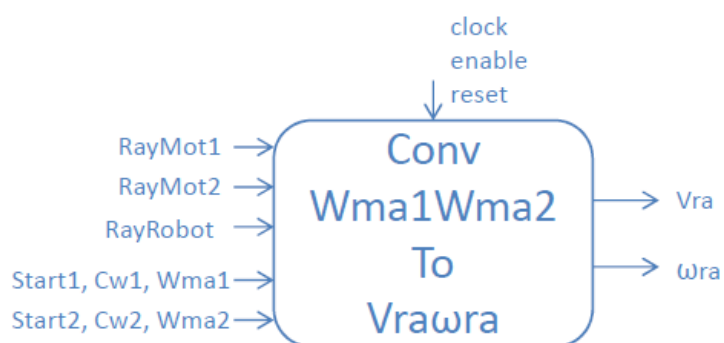 clock
enable
reset
RayMot1
RayMot2
RayRobot
Start1, Cw1, Wma1
Start2, Cw2, Wma2
Conv
Wma1Wma2
To
Vraωra
Vra
ωra